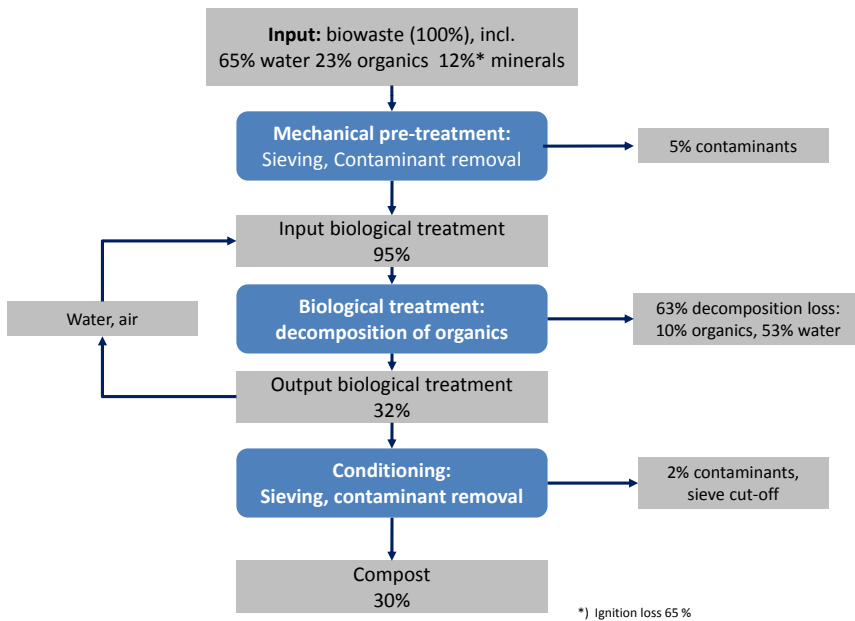 Input: biowaste (100%), incl.
65% water 23% organics 12%* minerals
Mechanical pre-treatment:
Sieving, Contaminant removal
5% contaminants
Input biological treatment
95%
Water, air
Biological treatment:
decomposition of organics
63% decomposition loss:
10% organics, 53% water
Output biological treatment
32%
Conditioning:
Sieving, contaminant removal
2% contaminants,
sieve cut-off
Compost
30%
*) Ignition loss 65 %